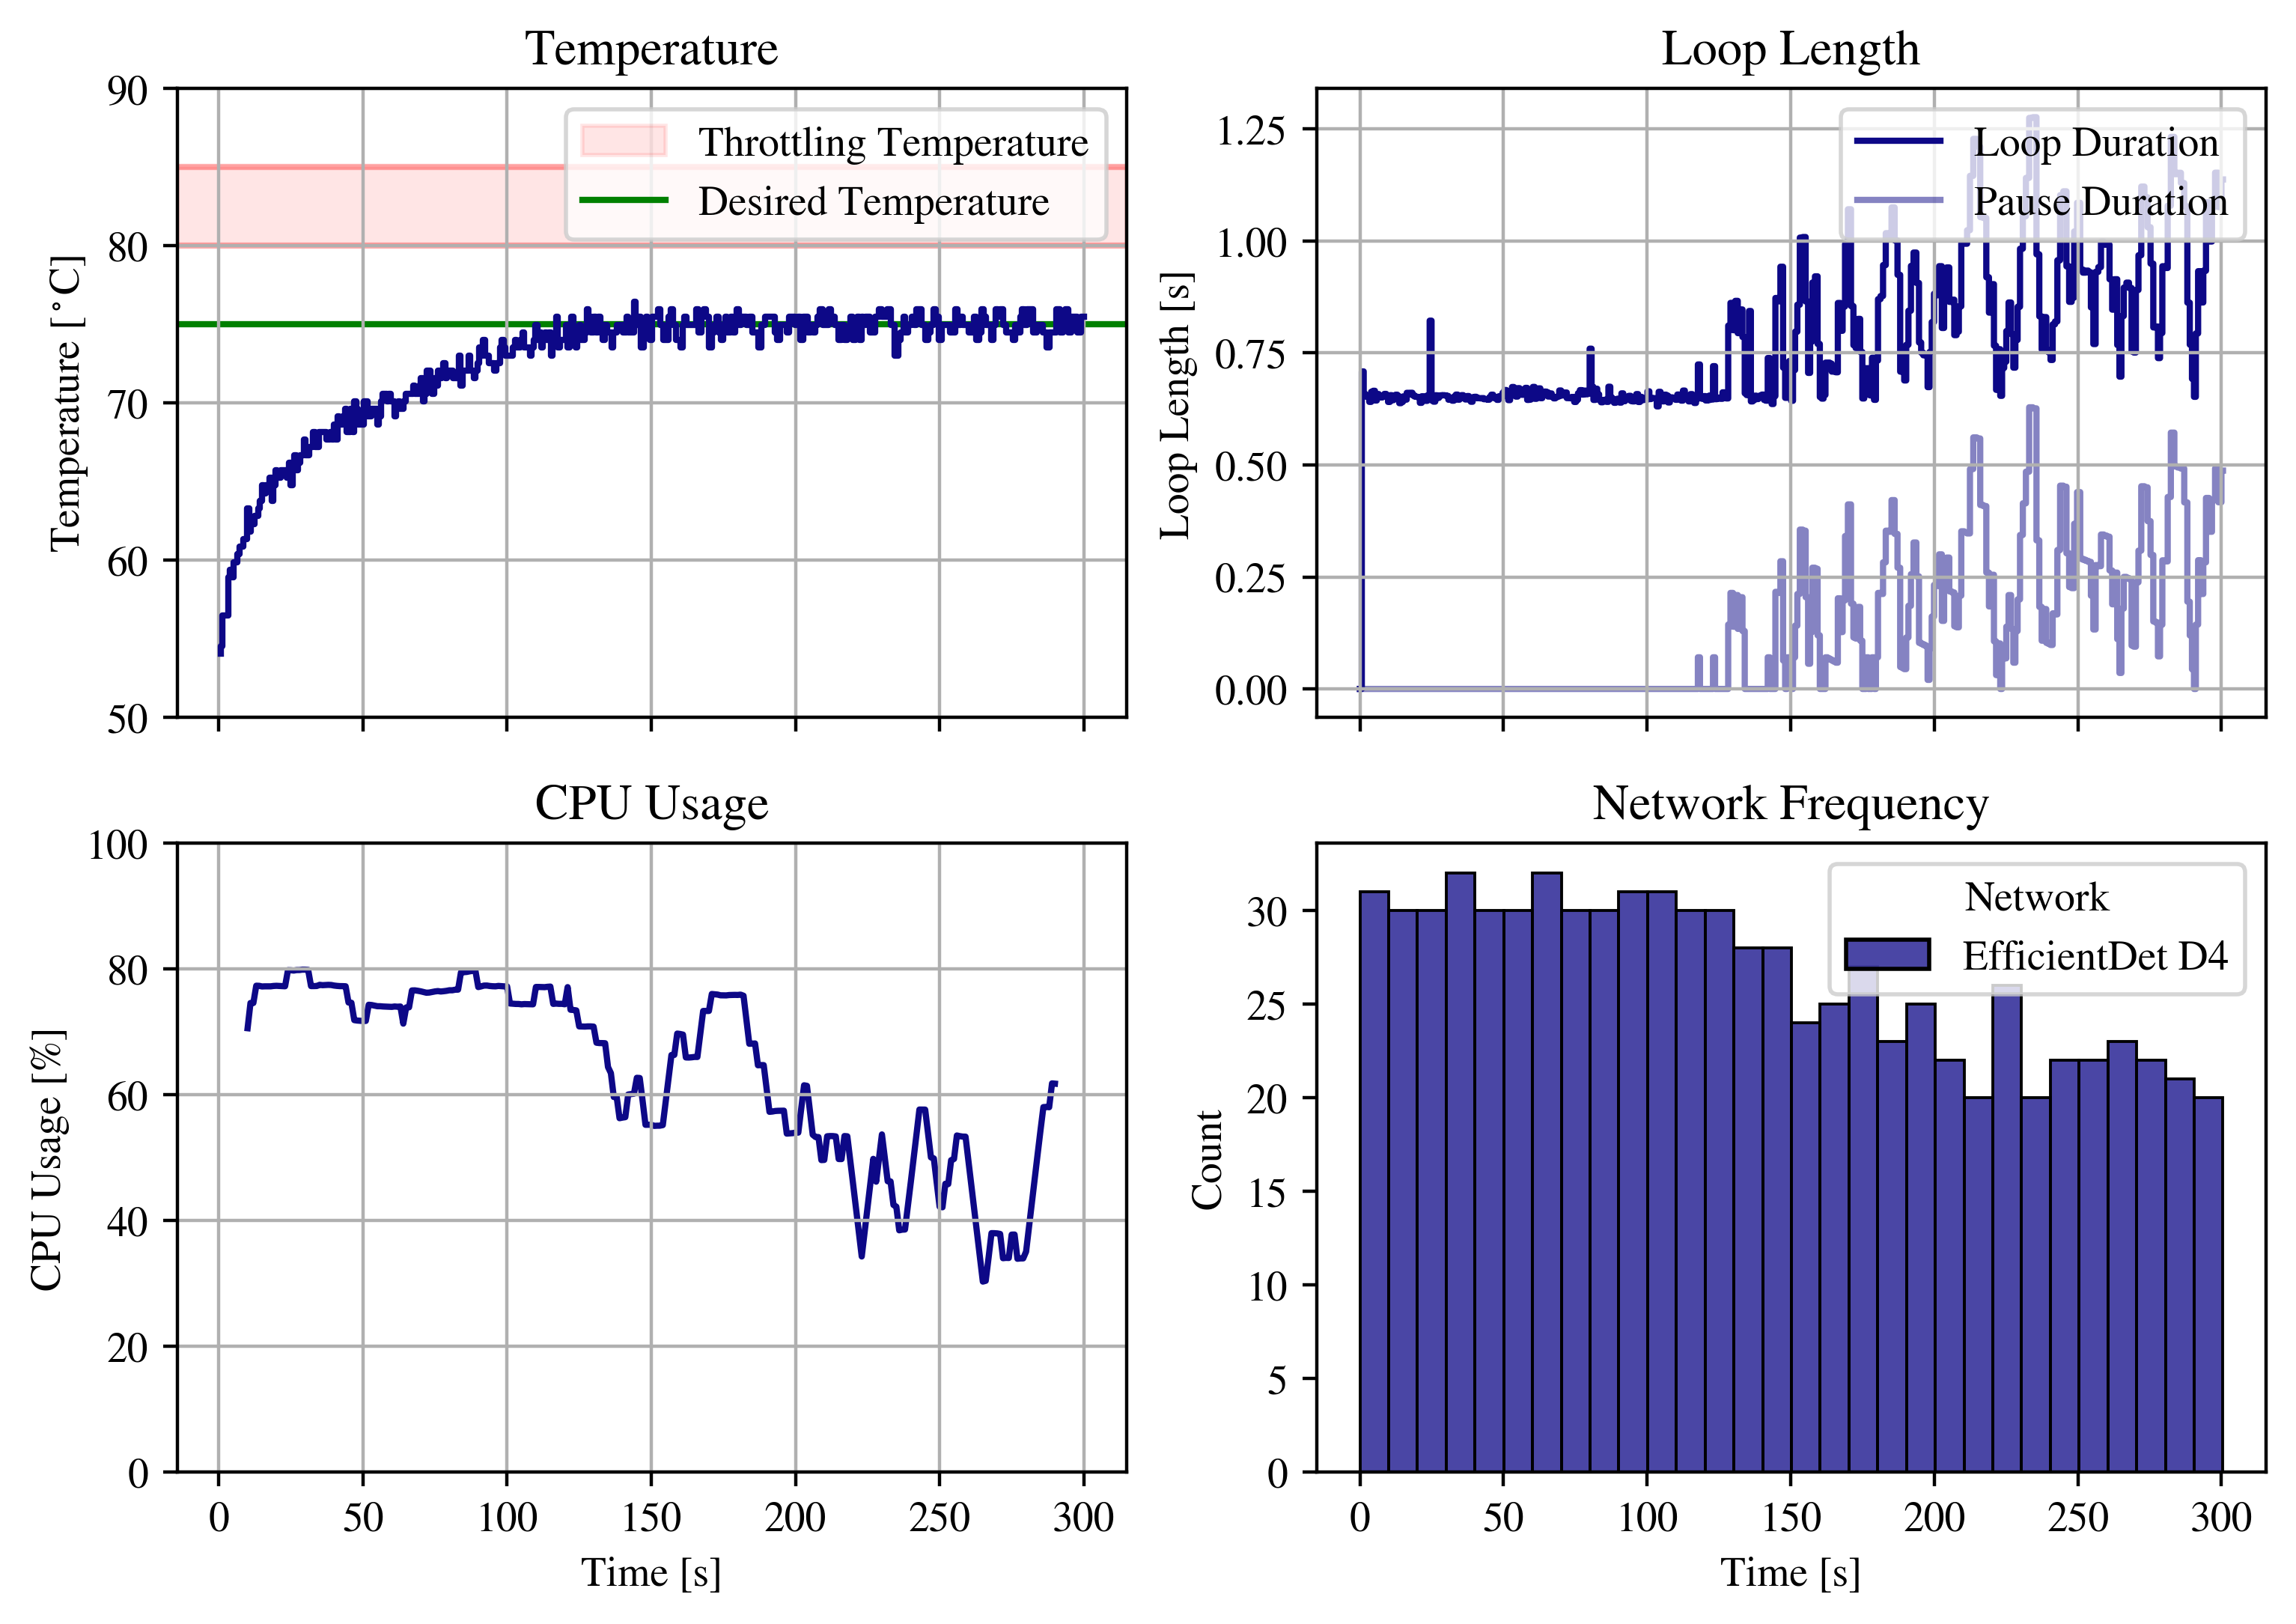 Temperature
90
80
70
60
50
Temperature [°C]
Throttling Temperature
Desired Temperature
Loop Length
1.25
1.00
0.75
0.50
0.25
0.00
Loop Length [s]
Loop Duration
Pause Duration
CPU Usage
100
80
60
40
20
0
CPU Usage [%]
0 50 100 150 200 250 300
Time [s]
Network Frequency
30
25
20
15
10
5
0
Count
Network
EfficientDet D4
0 50 100 150 200 250 300
Time [s]